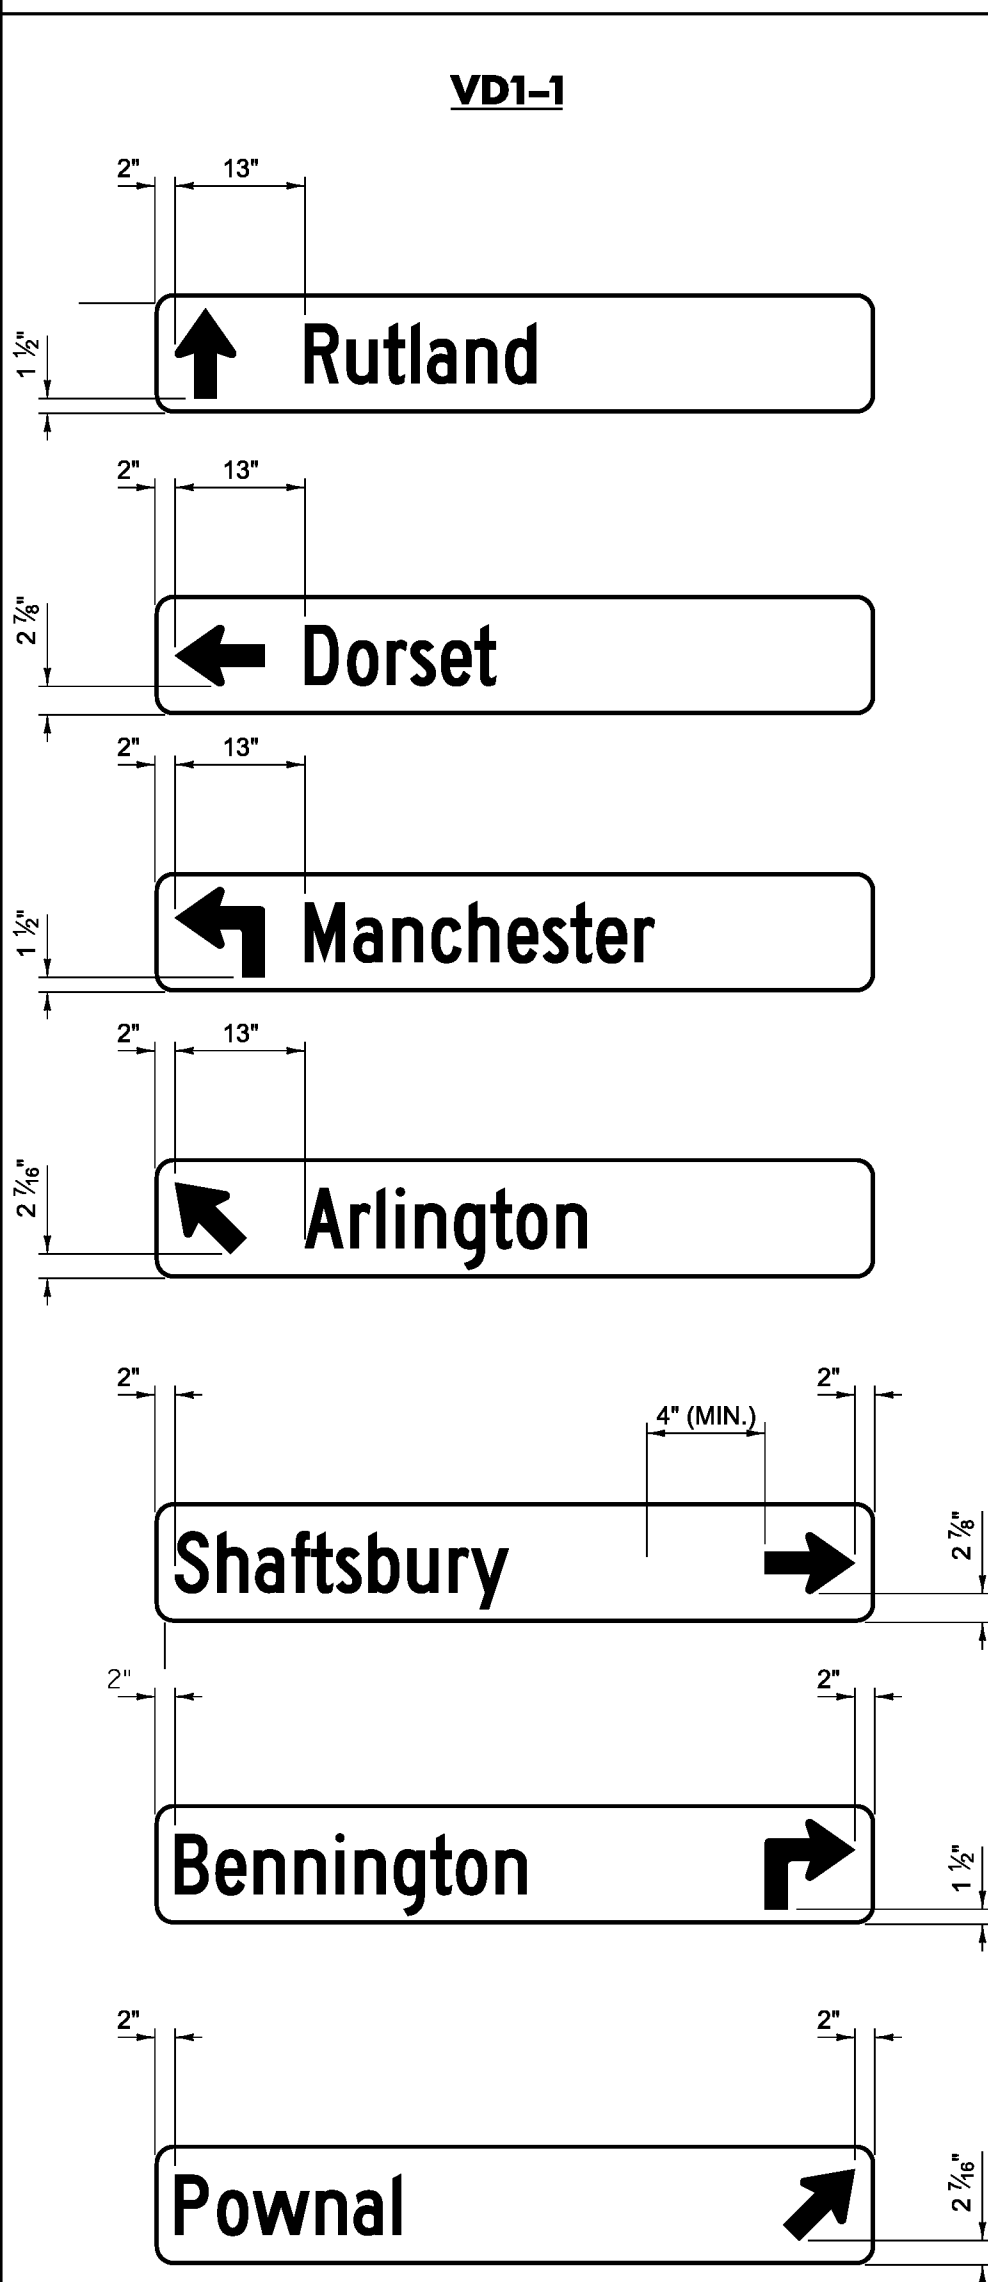 VD1–1
2" 13"
1 ½"
Rutland
2" 13"
2 ⅞"
Dorset
2" 13"
1 ½"
Manchester
2" 13"
2 7⁄16"
Arlington
2" 2"
4" (MIN.)
2 ⅞"
Shaftsbury
2" 2"
1 ½"
Bennington
2" 2"
2 7⁄16"
Pownal